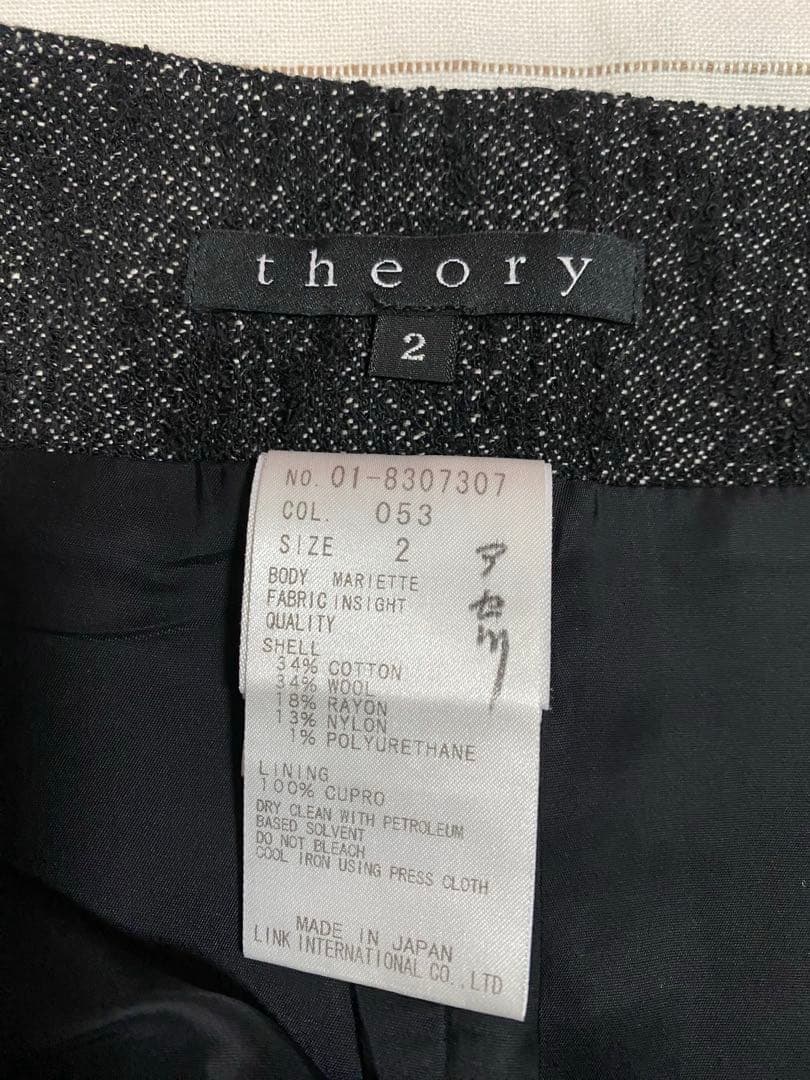 theory
2
NO. 01-8307307
COL. 053
SIZE 2
BODY MARIETTE
FABRIC INSIGHT
QUALITY
SHELL
34% COTTON
34% WOOL
18% RAYON
13% NYLON
1% POLYURETHANE
LINING
100% CUPRO
DRY CLEAN WITH PETROLEUM
BASED SOLVENT
DO NOT BLEACH
COOL IRON USING PRESS CLOTH
MADE IN JAPAN
LINK INTERNATIONAL CO.,LTD